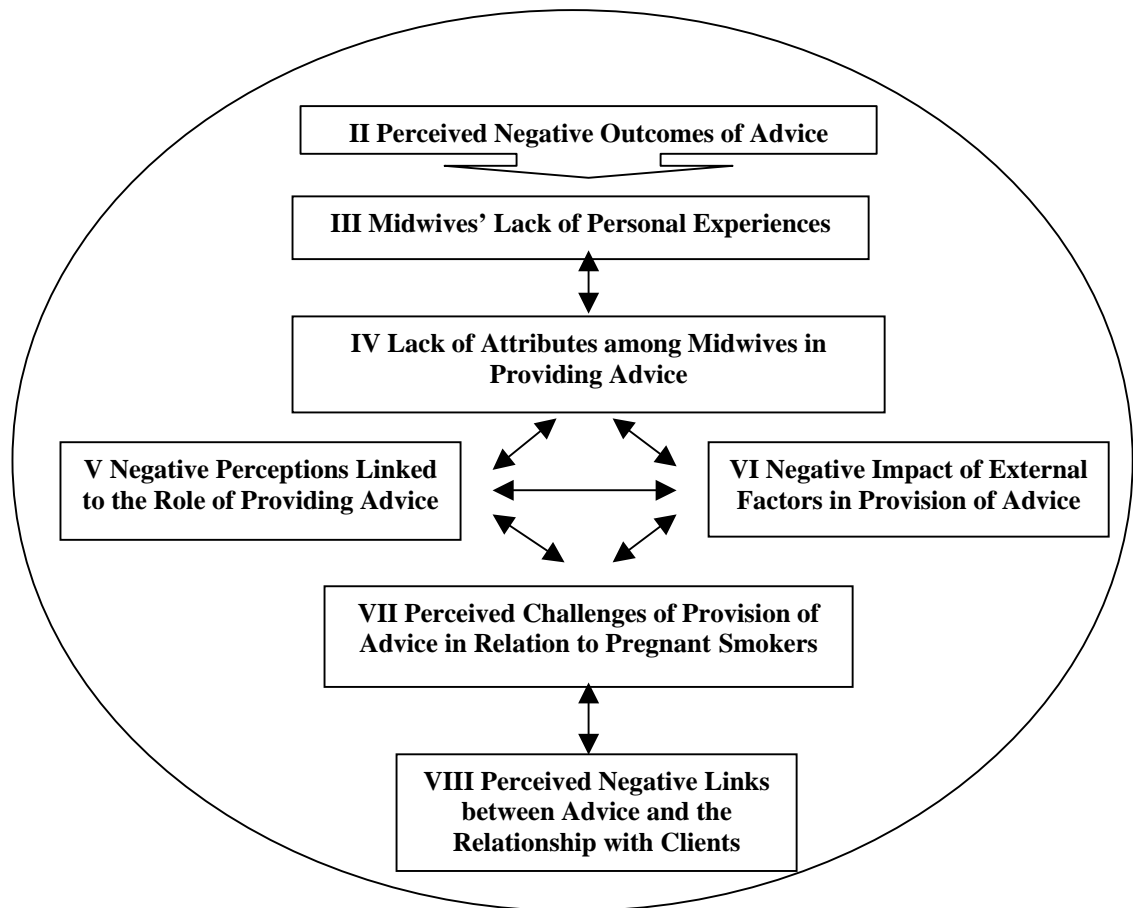 II Perceived Negative Outcomes of Advice
III Midwives’ Lack of Personal Experiences
IV Lack of Attributes among Midwives in
Providing Advice
V Negative Perceptions Linked
to the Role of Providing Advice
VI Negative Impact of External
Factors in Provision of Advice
VII Perceived Challenges of Provision of
Advice in Relation to Pregnant Smokers
VIII Perceived Negative Links
between Advice and the
Relationship with Clients